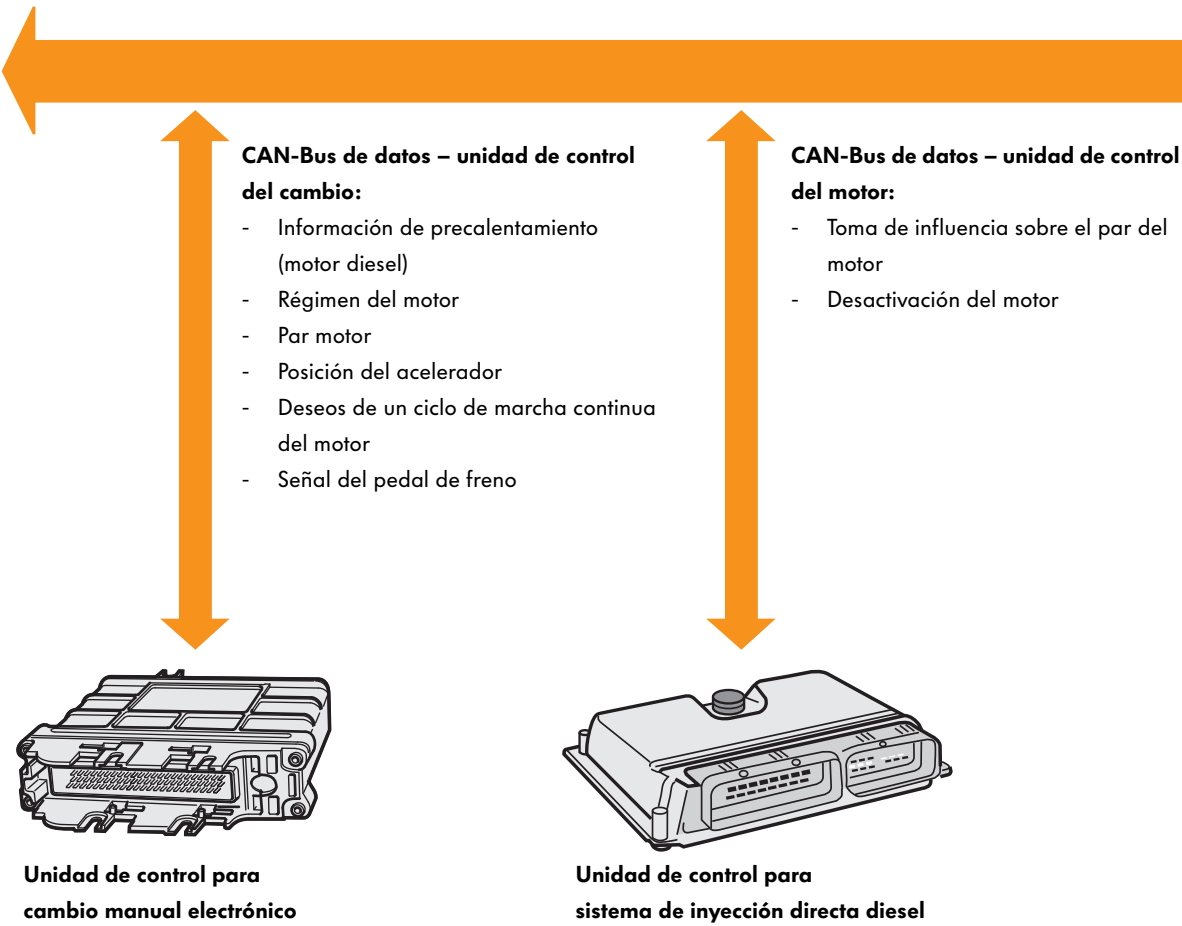 CAN-Bus de datos – unidad de control
del cambio:
- Información de precalentamiento
(motor diesel)
- Régimen del motor
- Par motor
- Posición del acelerador
- Deseos de un ciclo de marcha continua
del motor
- Señal del pedal de freno
CAN-Bus de datos – unidad de control
del motor:
- Toma de influencia sobre el par del
motor
- Desactivación del motor
Unidad de control para
cambio manual electrónico
Unidad de control para
sistema de inyección directa diesel